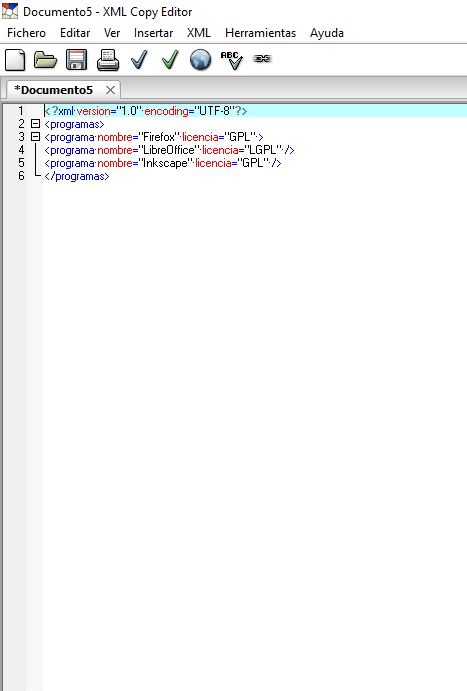 Documento5 - XML Copy Editor
Fichero Editar Ver Insertar XML Herramientas Ayuda
ABC
*Documento5
1 <?xml version="1.0" encoding="UTF-8"?>
2 <programas>
3 <programa nombre="Firefox" licencia="GPL" >
4 <programa nombre="LibreOffice" licencia="LGPL" />
5 <programa nombre="Inkscape" licencia="GPL" />
6 </programas>